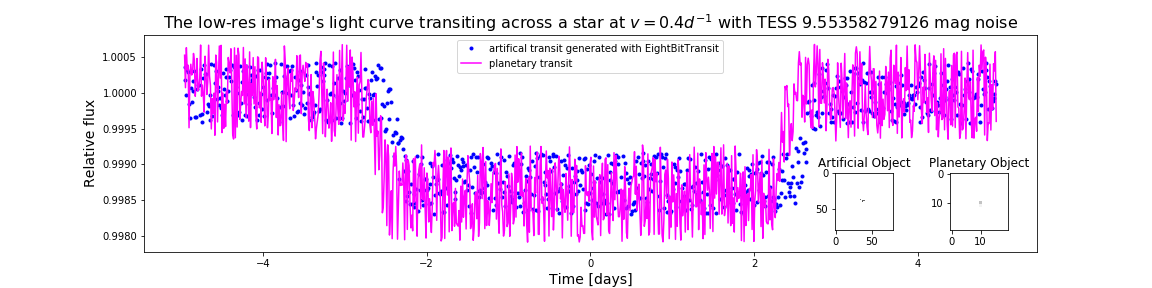 The low-res image's light curve transiting across a star at v = 0.4d⁻¹ with TESS 9.55358279126 mag noise
artifical transit generated with EightBitTransit
planetary transit
Relative flux
1.0005
1.0000
0.9995
0.9990
0.9985
0.9980
Artificial Object
0
50
0 50
Planetary Object
0
10
0 10
−4 −2 0 2 4
Time [days]